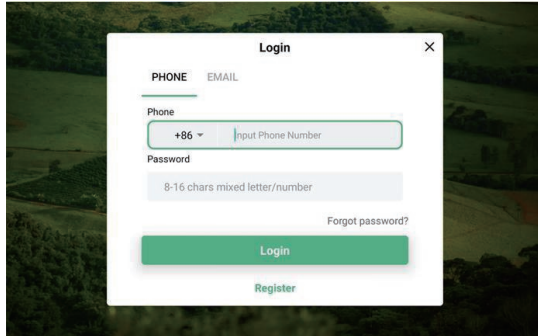 Login
PHONE EMAIL
Phone
+86 Input Phone Number
Password
8-16 chars mixed letter/number
Forgot password?
Login
Register